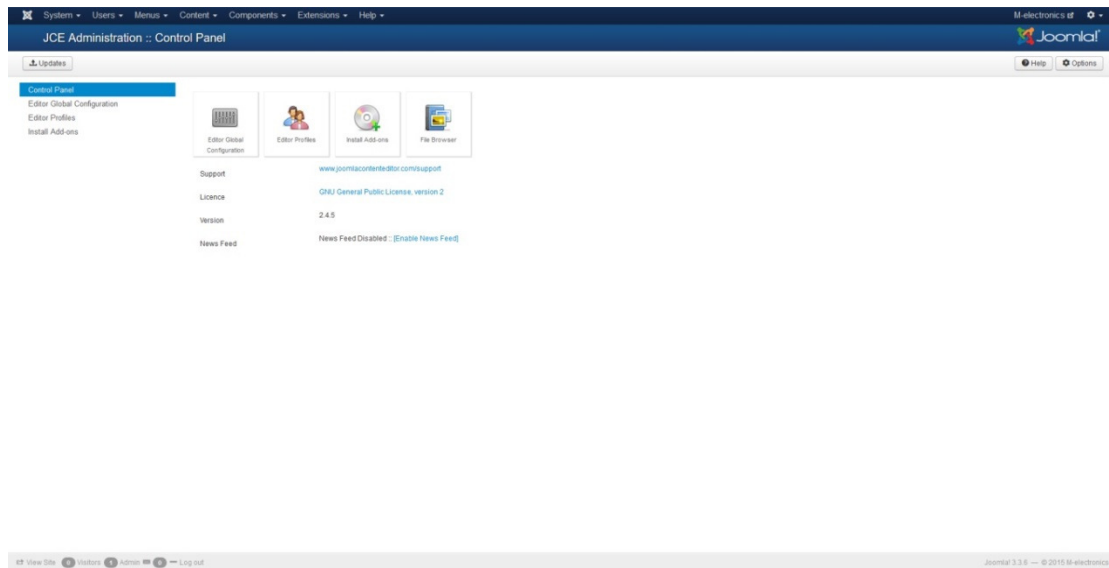 System Users Menus Content Components Extensions Help M-electronics
JCE Administration :: Control Panel
Joomla!
Updates Help Options
Control Panel
Editor Global Configuration
Editor Profiles
Install Add-ons
Editor Global
Configuration
Editor Profiles
Install Add-ons
File Browser
Support www.joomlacontenteditor.com/support
Licence GNU General Public License, version 2
Version 2.4.5
News Feed News Feed Disabled :: [Enable News Feed]
View Site Visitors Admin Log out Joomla! 3.3.6 — © 2015 M-electronics